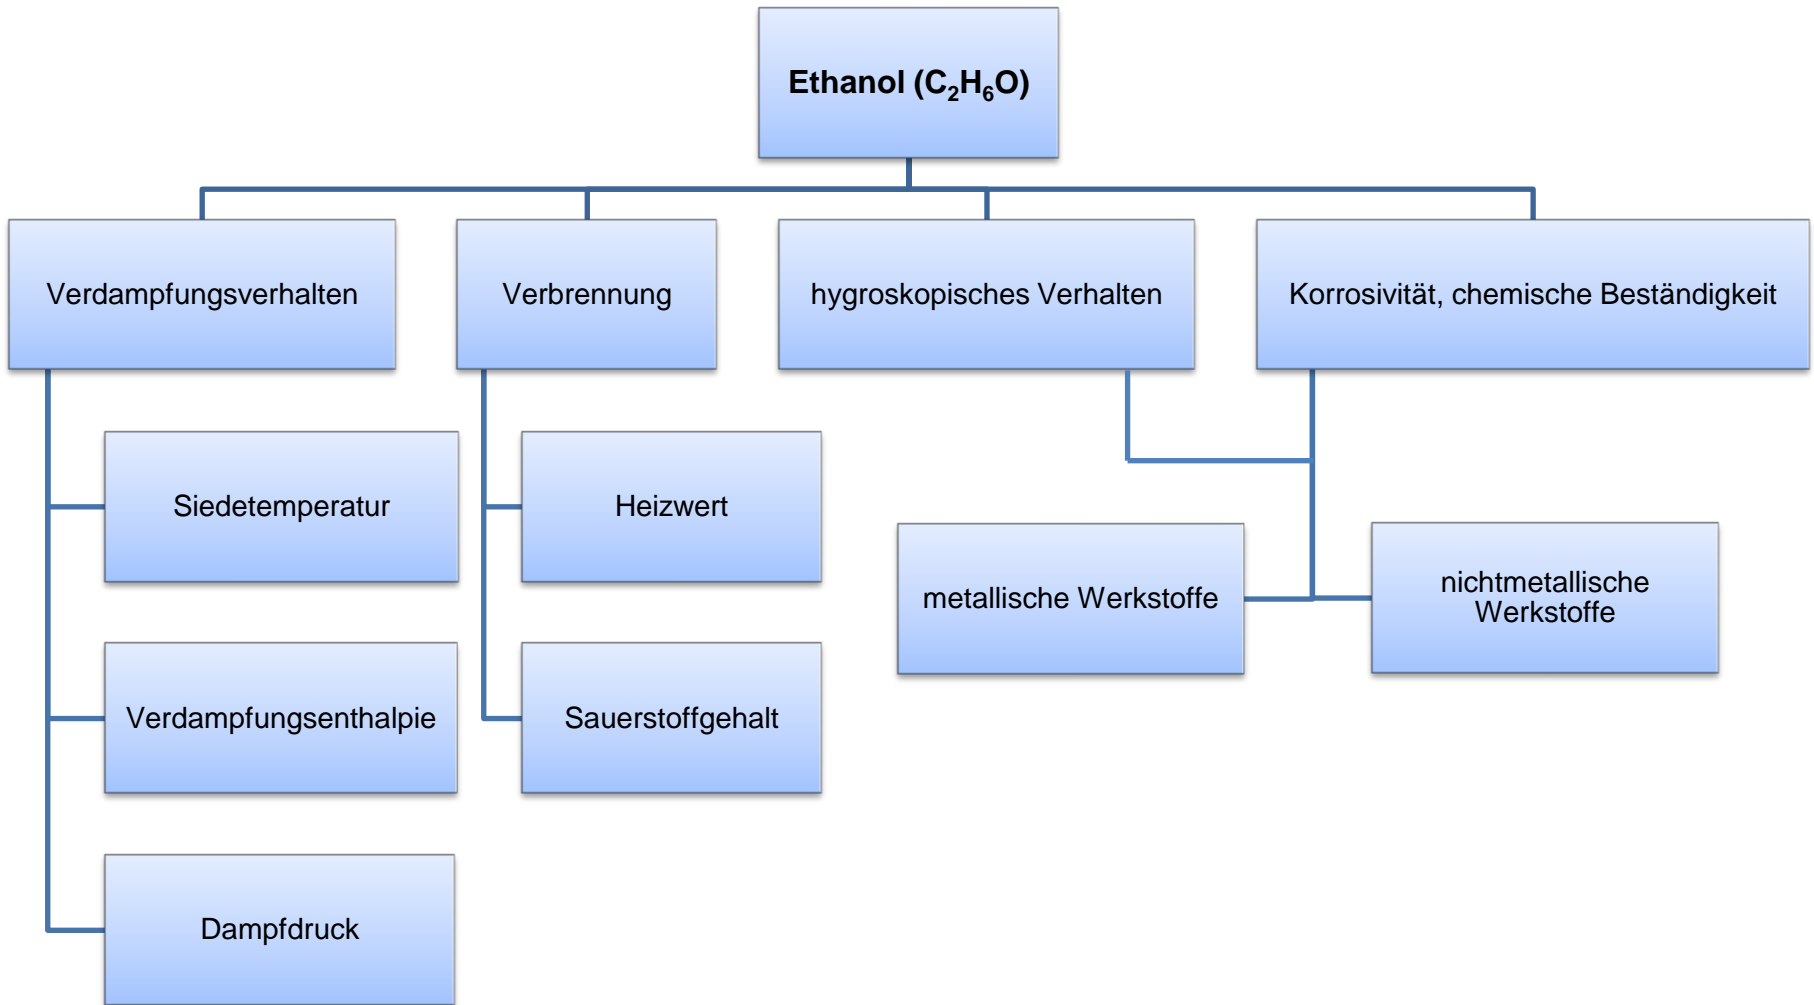 Ethanol (C₂H₆O)
Verdampfungsverhalten
Verbrennung
hygroskopisches Verhalten
Korrosivität, chemische Beständigkeit
Siedetemperatur
Heizwert
metallische Werkstoffe
nichtmetallische
Werkstoffe
Verdampfungsenthalpie
Sauerstoffgehalt
Dampfdruck